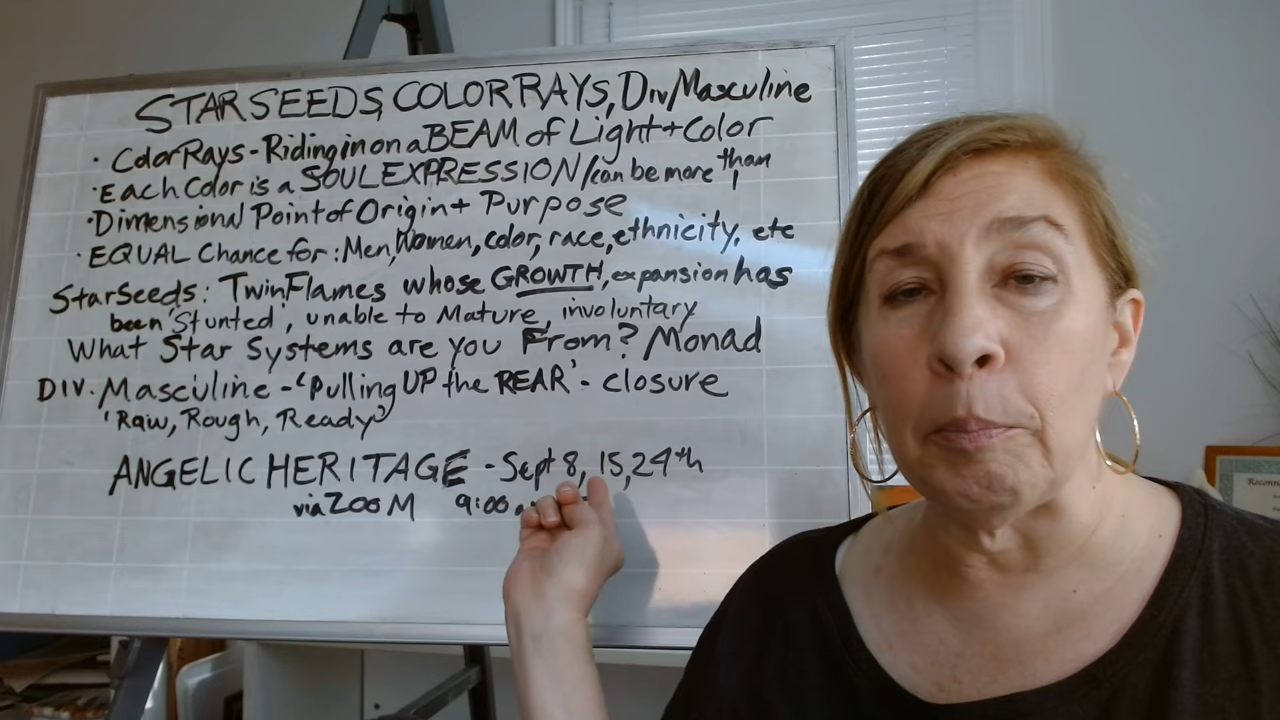 STARSEEDS, COLOR RAYS, Div Masculine
· Color Rays - Riding in on a BEAM of Light + Color
· Each Color is a SOUL EXPRESSION / can be more than 1
· Dimensional Point of Origin + Purpose
· EQUAL Chance for: Men, Women, color, race, ethnicity, etc
StarSeeds: Twin Flames whose GROWTH, expansion has
been 'Stunted', unable to Mature, involuntary
What Star Systems are you From? Monad
DIV. Masculine - 'Pulling UP the REAR' - closure
'Raw, Rough, Ready'
ANGELIC HERITAGE - Sept 8, 15, 29th
via ZOOM 9:00